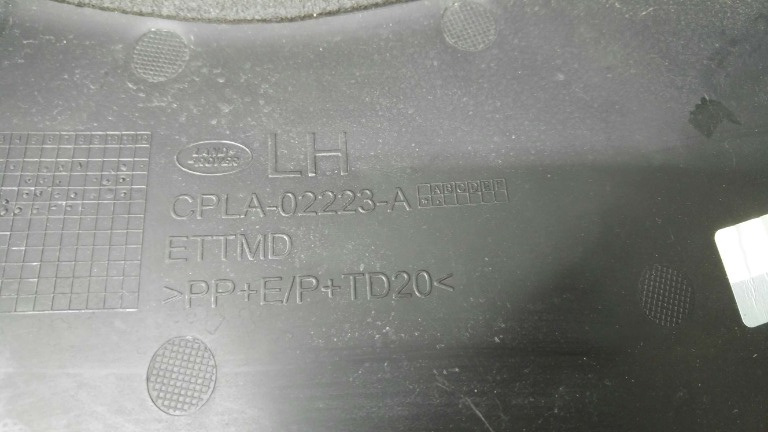 LAND-
-ROVER
LH
CPLA-02223-A
ETTMD
>PP+E/P+TD20<